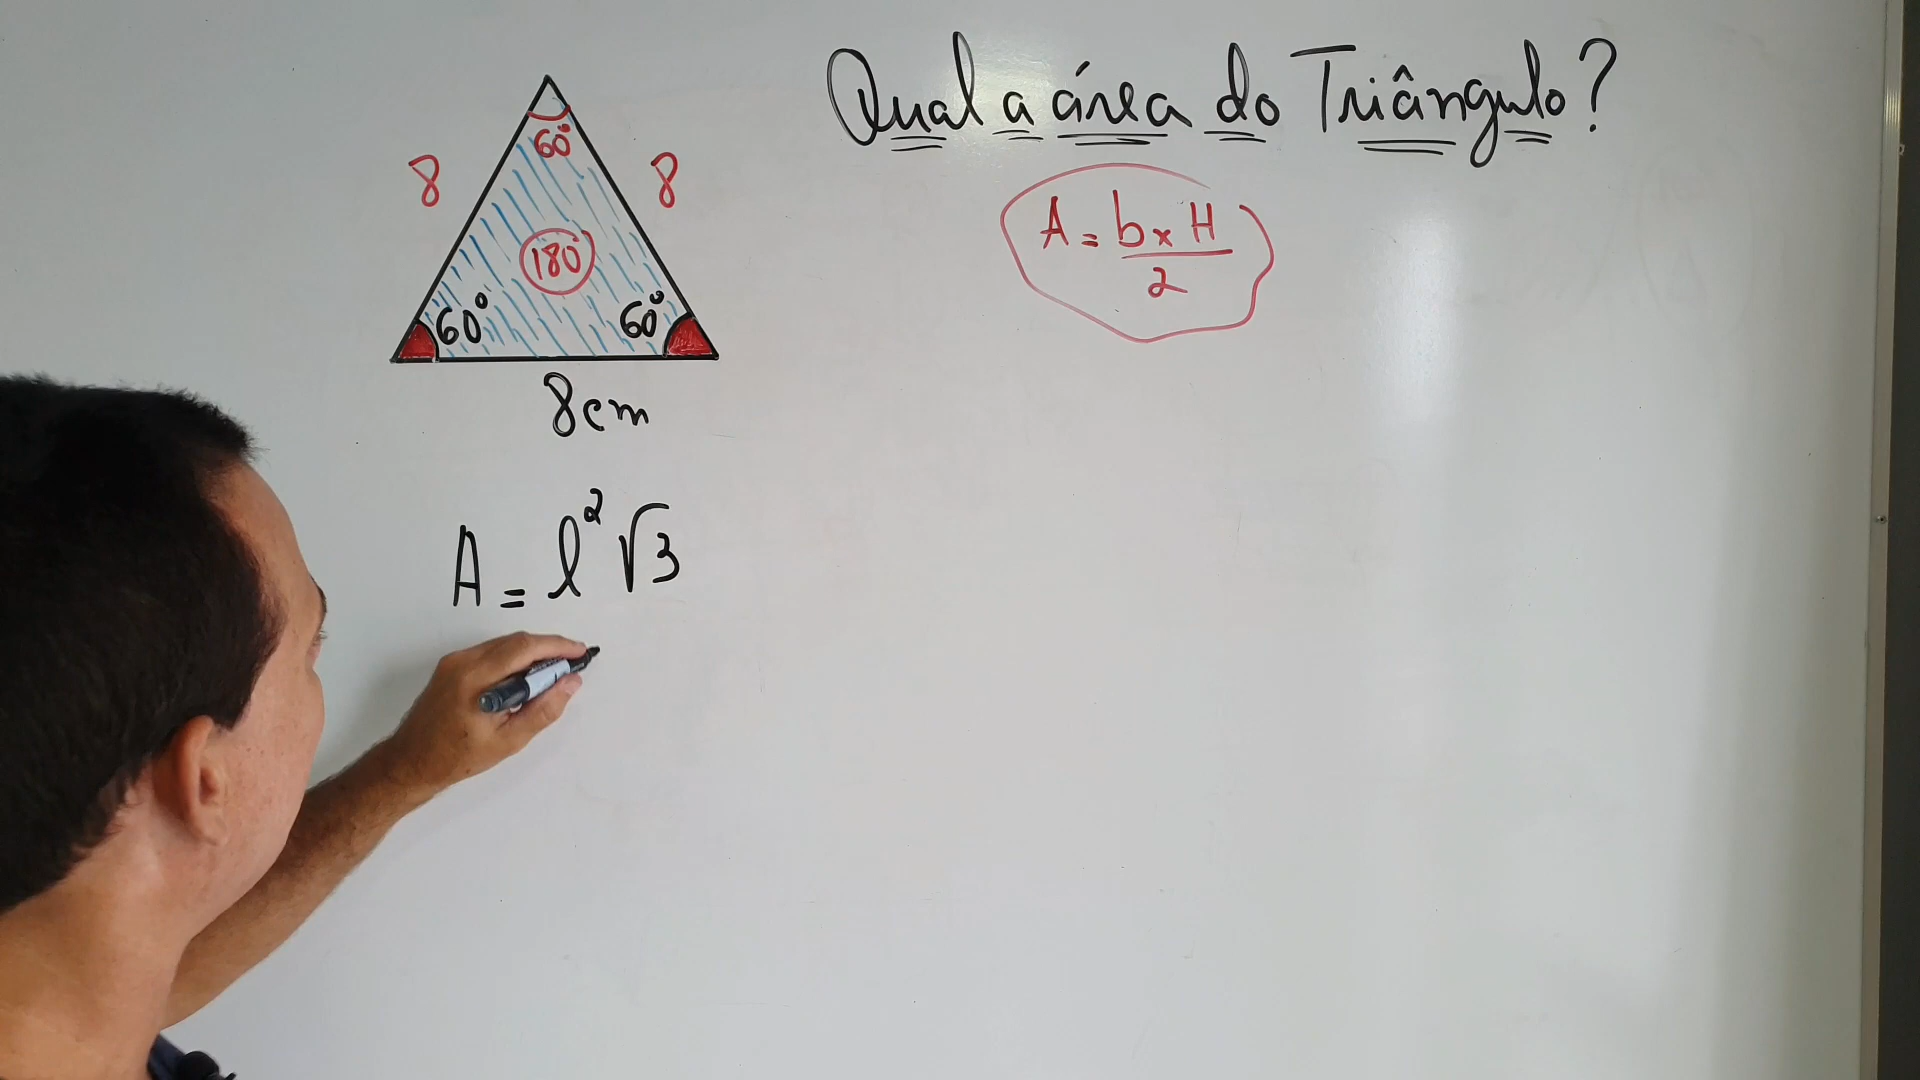 Qual a área do Triângulo?
60°
8 8
180°
60° 60°
8cm
A = b x H
2
A = l² √3